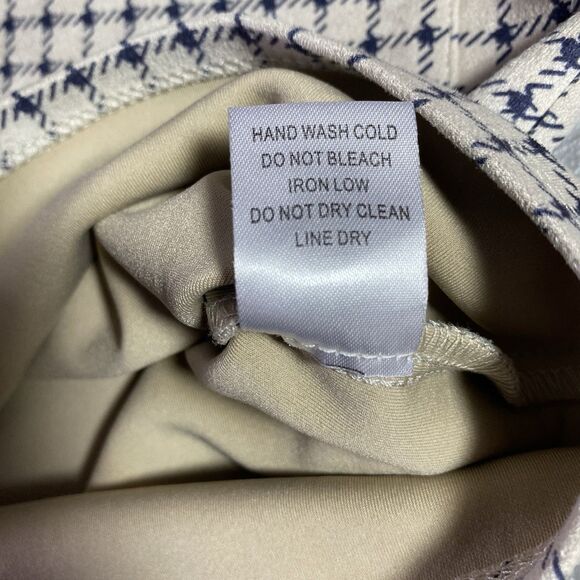 HAND WASH COLD
DO NOT BLEACH
IRON LOW
DO NOT DRY CLEAN
LINE DRY